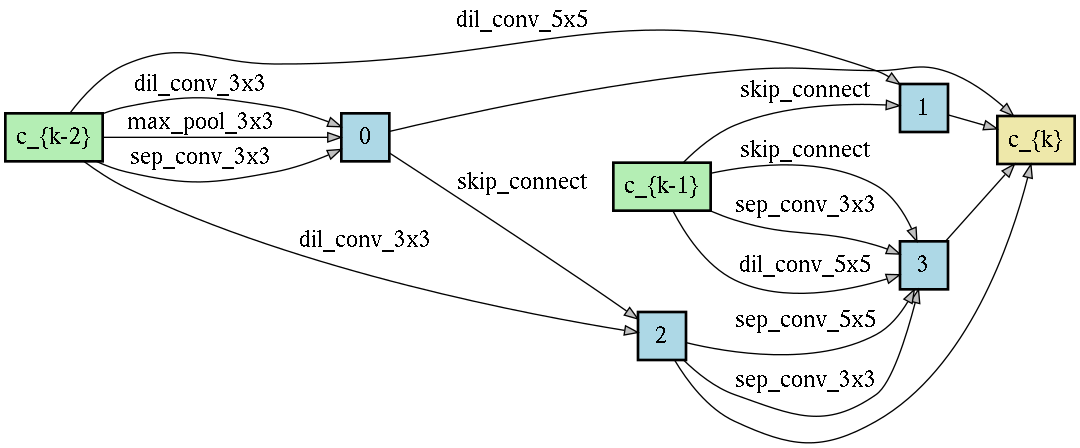 dil_conv_5x5
dil_conv_3x3
skip_connect
1
c_{k-2}
max_pool_3x3
0
c_{k}
sep_conv_3x3
skip_connect
skip_connect
c_{k-1}
sep_conv_3x3
dil_conv_3x3
dil_conv_5x5
3
sep_conv_5x5
2
sep_conv_3x3